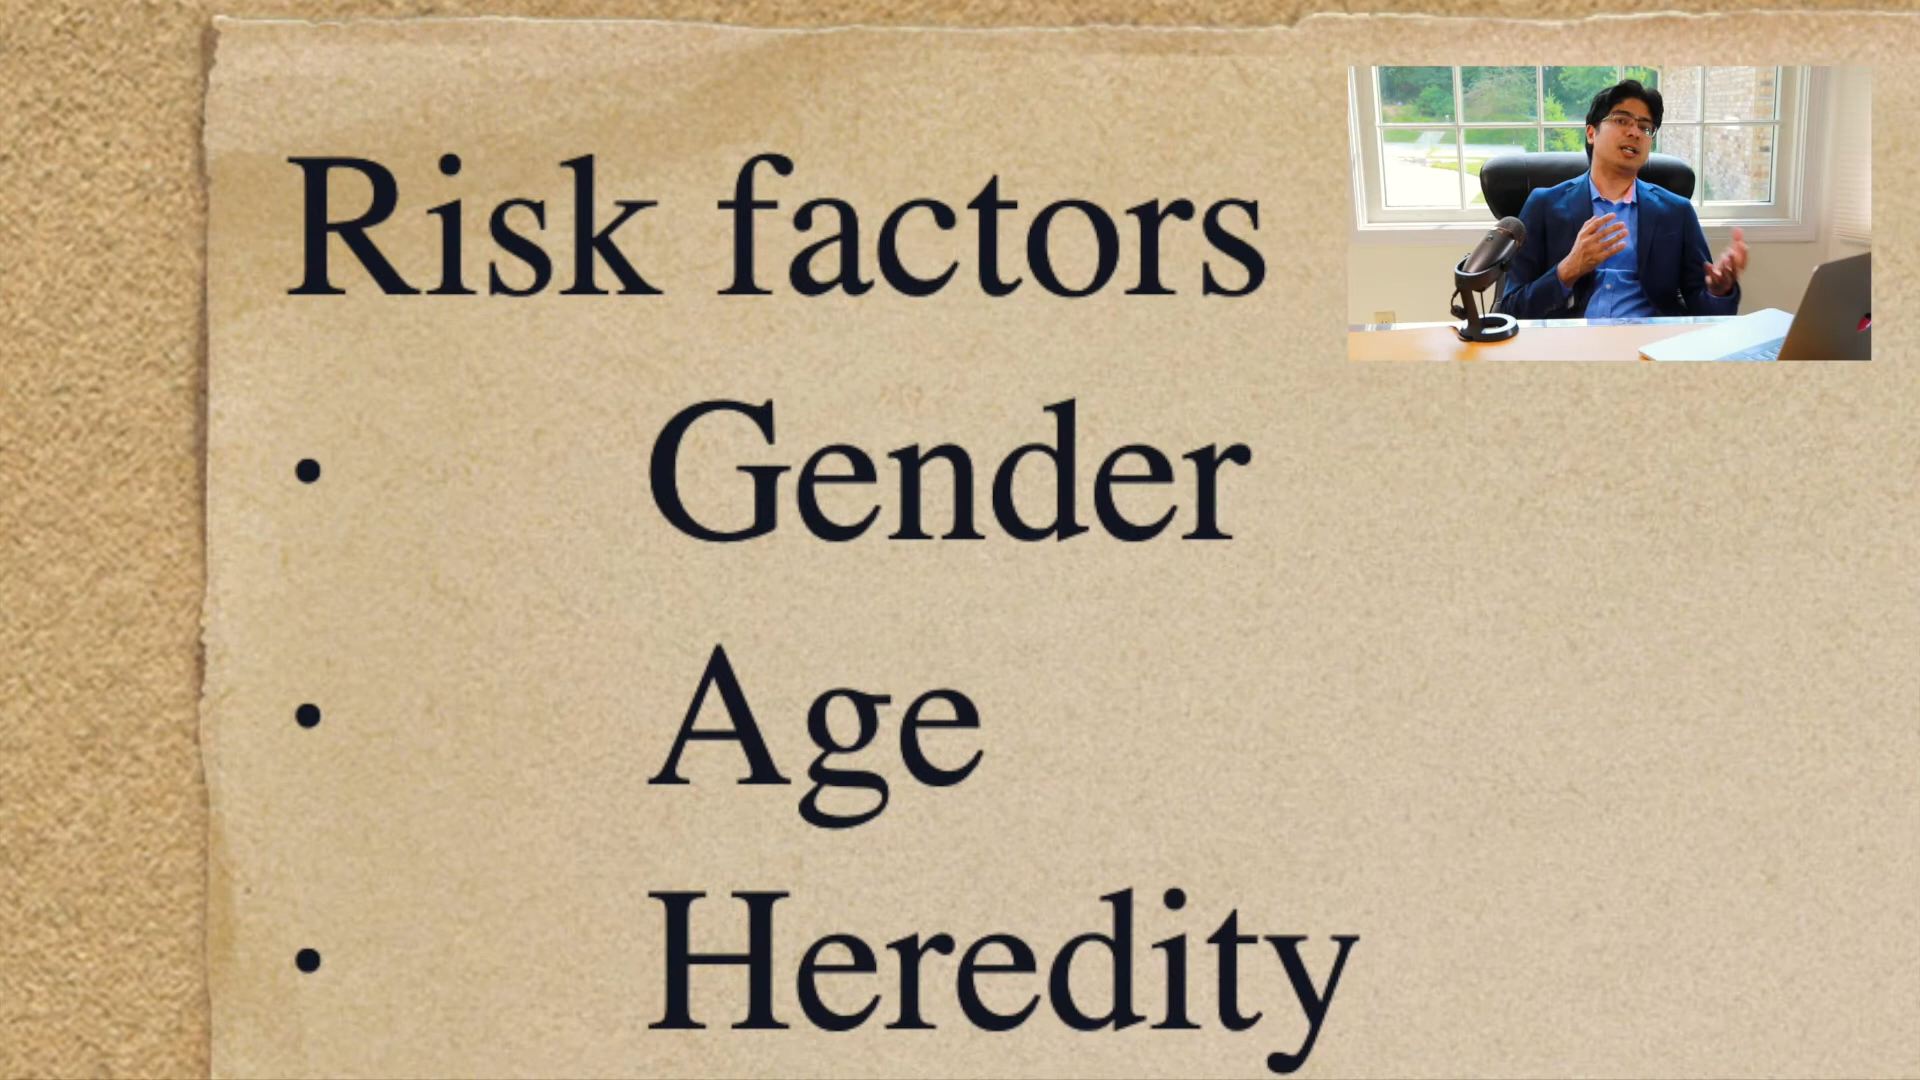 Risk factors
• Gender
• Age
• Heredity